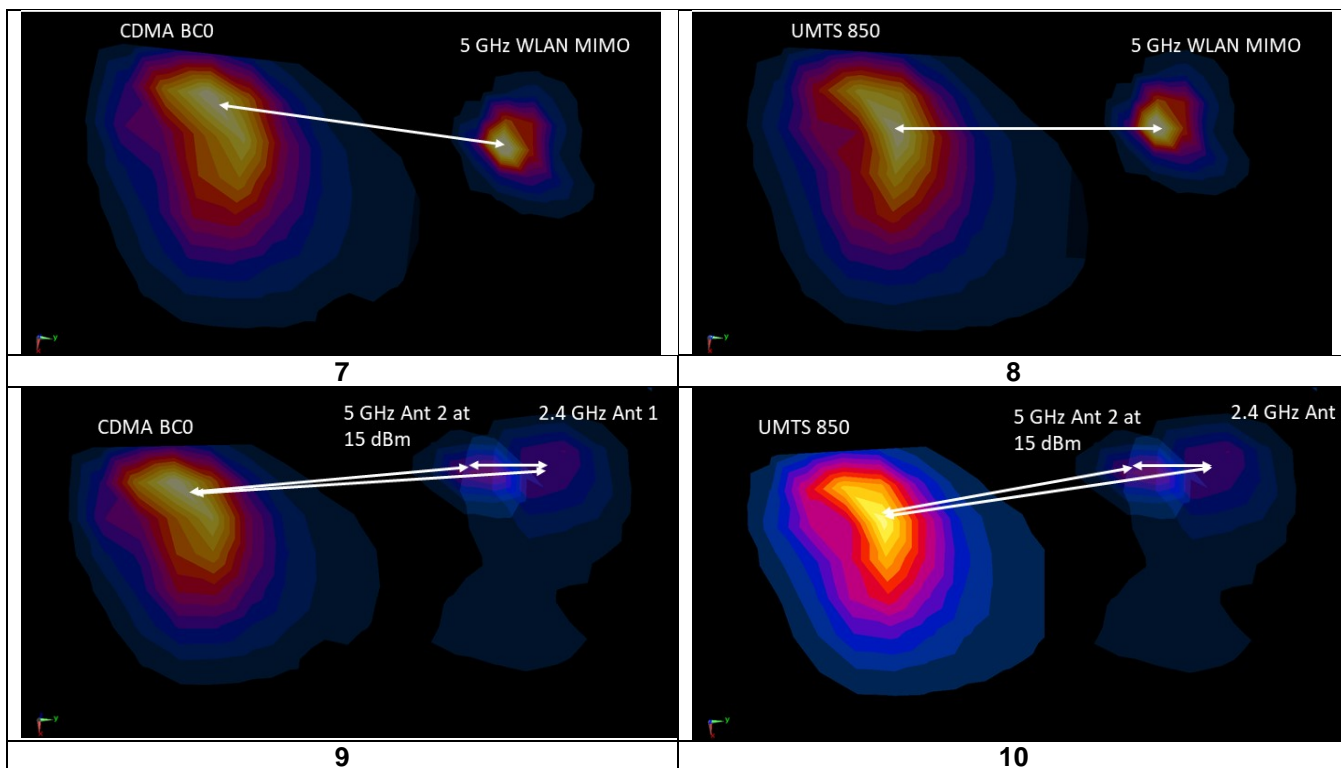 CDMA BC0
5 GHz WLAN MIMO
UMTS 850
5 GHz WLAN MIMO
y
y
7
8
CDMA BC0
5 GHz Ant 2 at
15 dBm
2.4 GHz Ant 1
UMTS 850
5 GHz Ant 2 at
15 dBm
2.4 GHz Ant
y
y
9
10